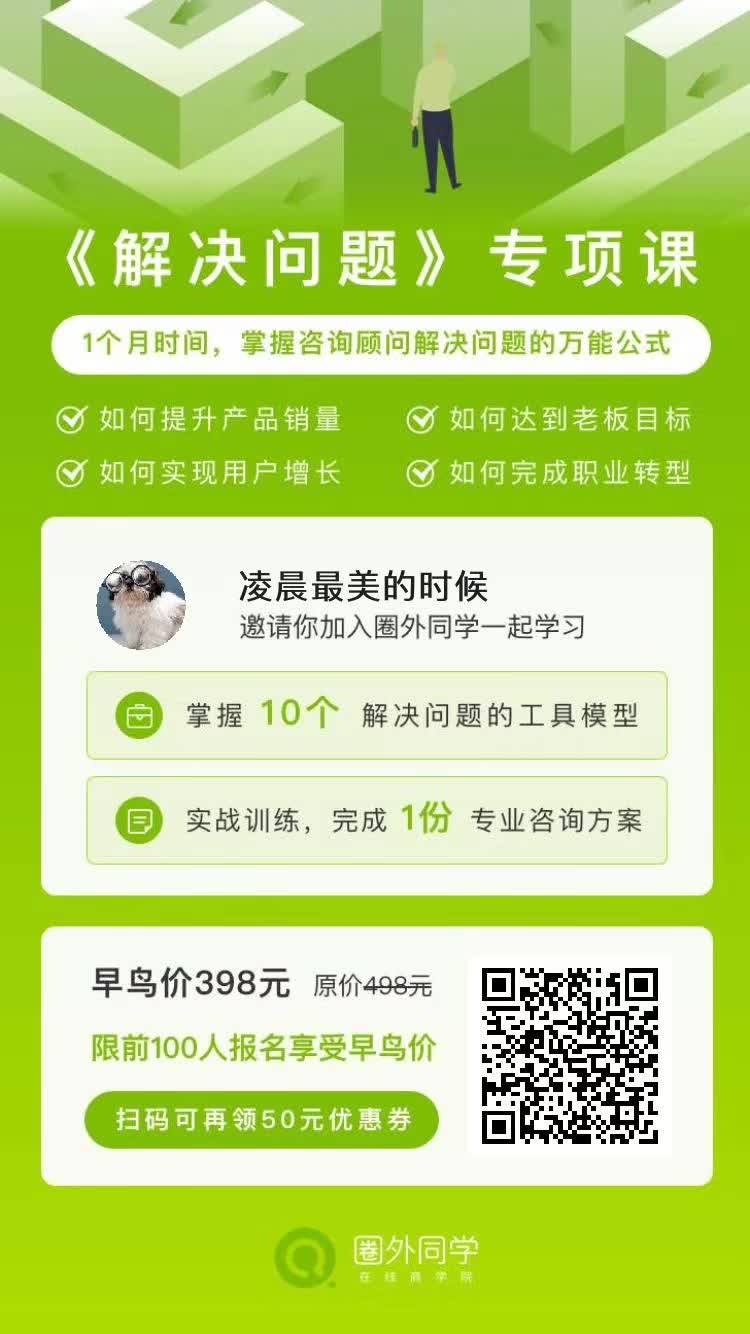 《解决问题》专项课
1个月时间，掌握咨询顾问解决问题的万能公式
如何提升产品销量 如何达到老板目标
如何实现用户增长 如何完成职业转型
凌晨最美的时候
邀请你加入圈外同学一起学习
掌握 10个 解决问题的工具模型
实战训练，完成 1份 专业咨询方案
早鸟价398元 原价498元
限前100人报名享受早鸟价
扫码可再领50元优惠券
圈外同学
在线商学院